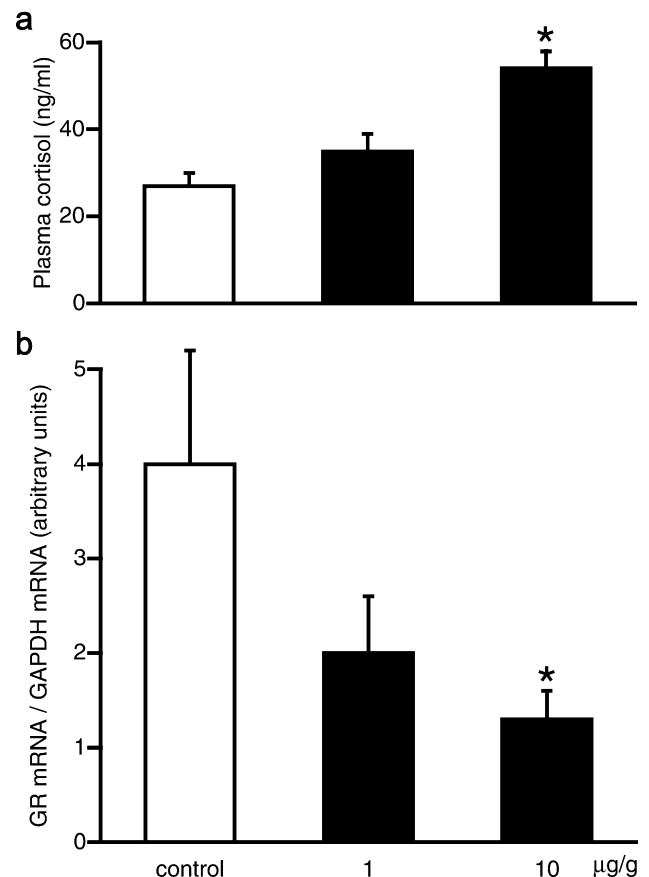 a
Plasma cortisol (ng/ml)
60
40
20
0
*
b
GR mRNA / GAPDH mRNA (arbitrary units)
5
4
3
2
1
0
*
control 1 10 µg/g